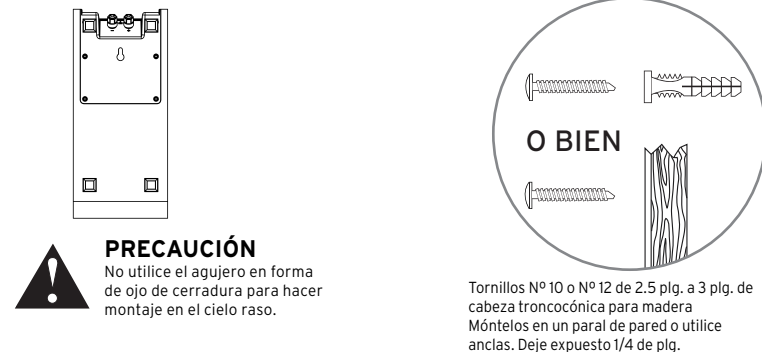 PRECAUCIÓN
No utilice el agujero en forma
de ojo de cerradura para hacer
montaje en el cielo raso.
O BIEN
Tornillos Nº 10 o Nº 12 de 2.5 plg. a 3 plg. de
cabeza troncocónica para madera
Móntelos en un paral de pared o utilice
anclas. Deje expuesto 1/4 de plg.